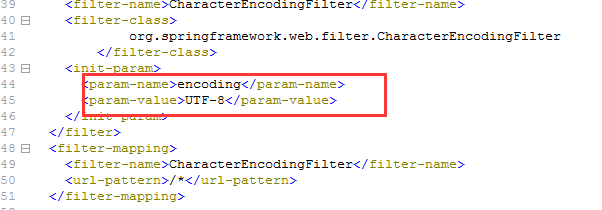 39 <filter-name>CharacterEncodingFilter</filter-name>
40 <filter-class>
41 org.springframework.web.filter.CharacterEncodingFilter
42 </filter-class>
43 <init-param>
44 <param-name>encoding</param-name>
45 <param-value>UTF-8</param-value>
46 </init-param>
47 </filter>
48 <filter-mapping>
49 <filter-name>CharacterEncodingFilter</filter-name>
50 <url-pattern>/*</url-pattern>
51 </filter-mapping>